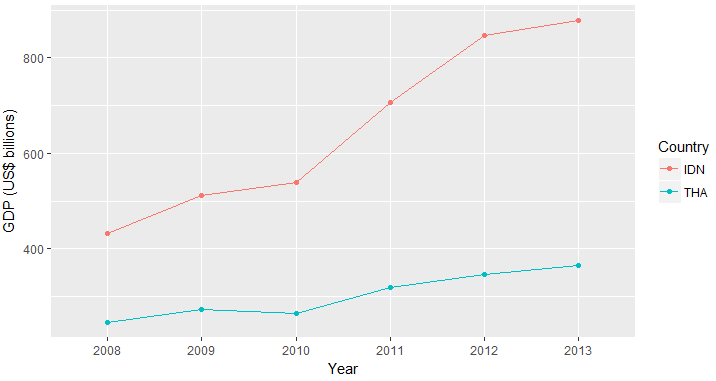 GDP (US$ billions)
800
600
400
2008 2009 2010 2011 2012 2013
Year
Country
IDN
THA